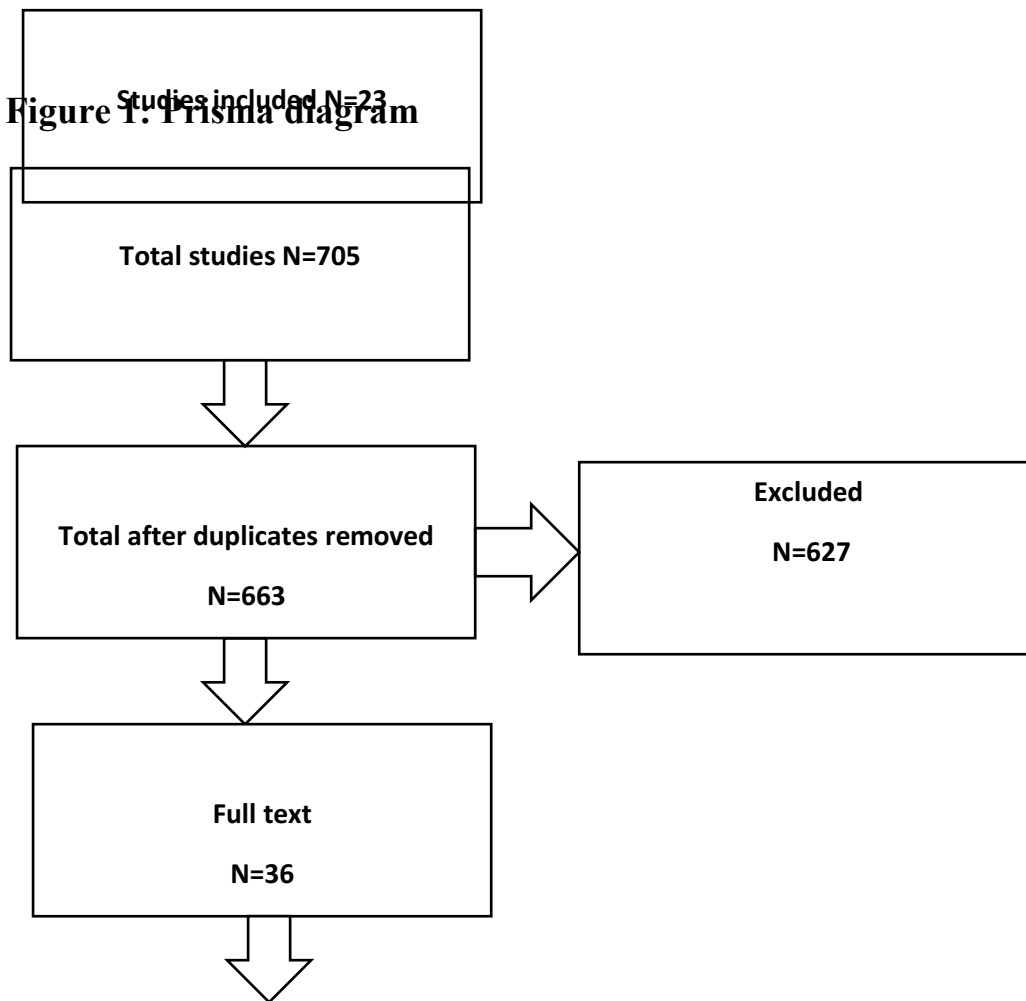 Studies included N=23
Figure 1: Prisma diagram
Total studies N=705
Total after duplicates removed
N=663
Excluded
N=627
Full text
N=36